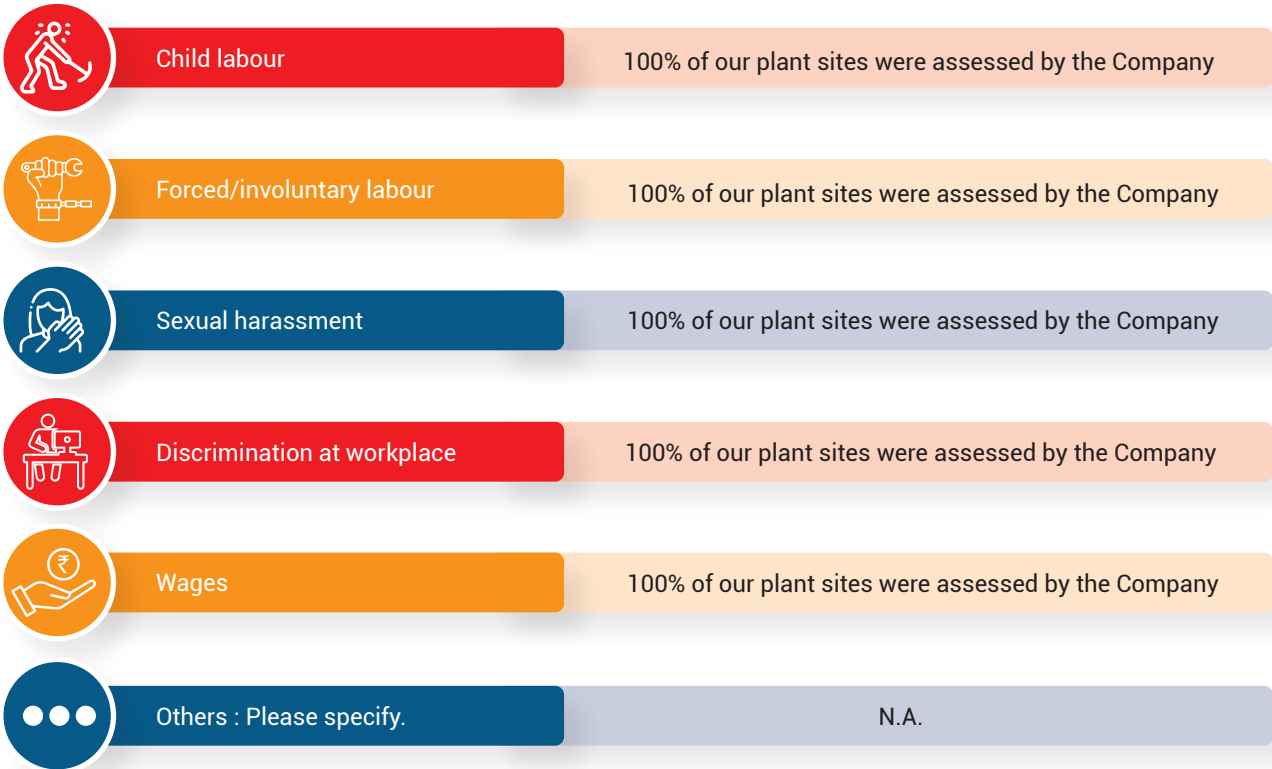 Child labour
100% of our plant sites were assessed by the Company
Forced/involuntary labour
100% of our plant sites were assessed by the Company
Sexual harassment
100% of our plant sites were assessed by the Company
Discrimination at workplace
100% of our plant sites were assessed by the Company
₹
Wages
100% of our plant sites were assessed by the Company
Others : Please specify.
N.A.